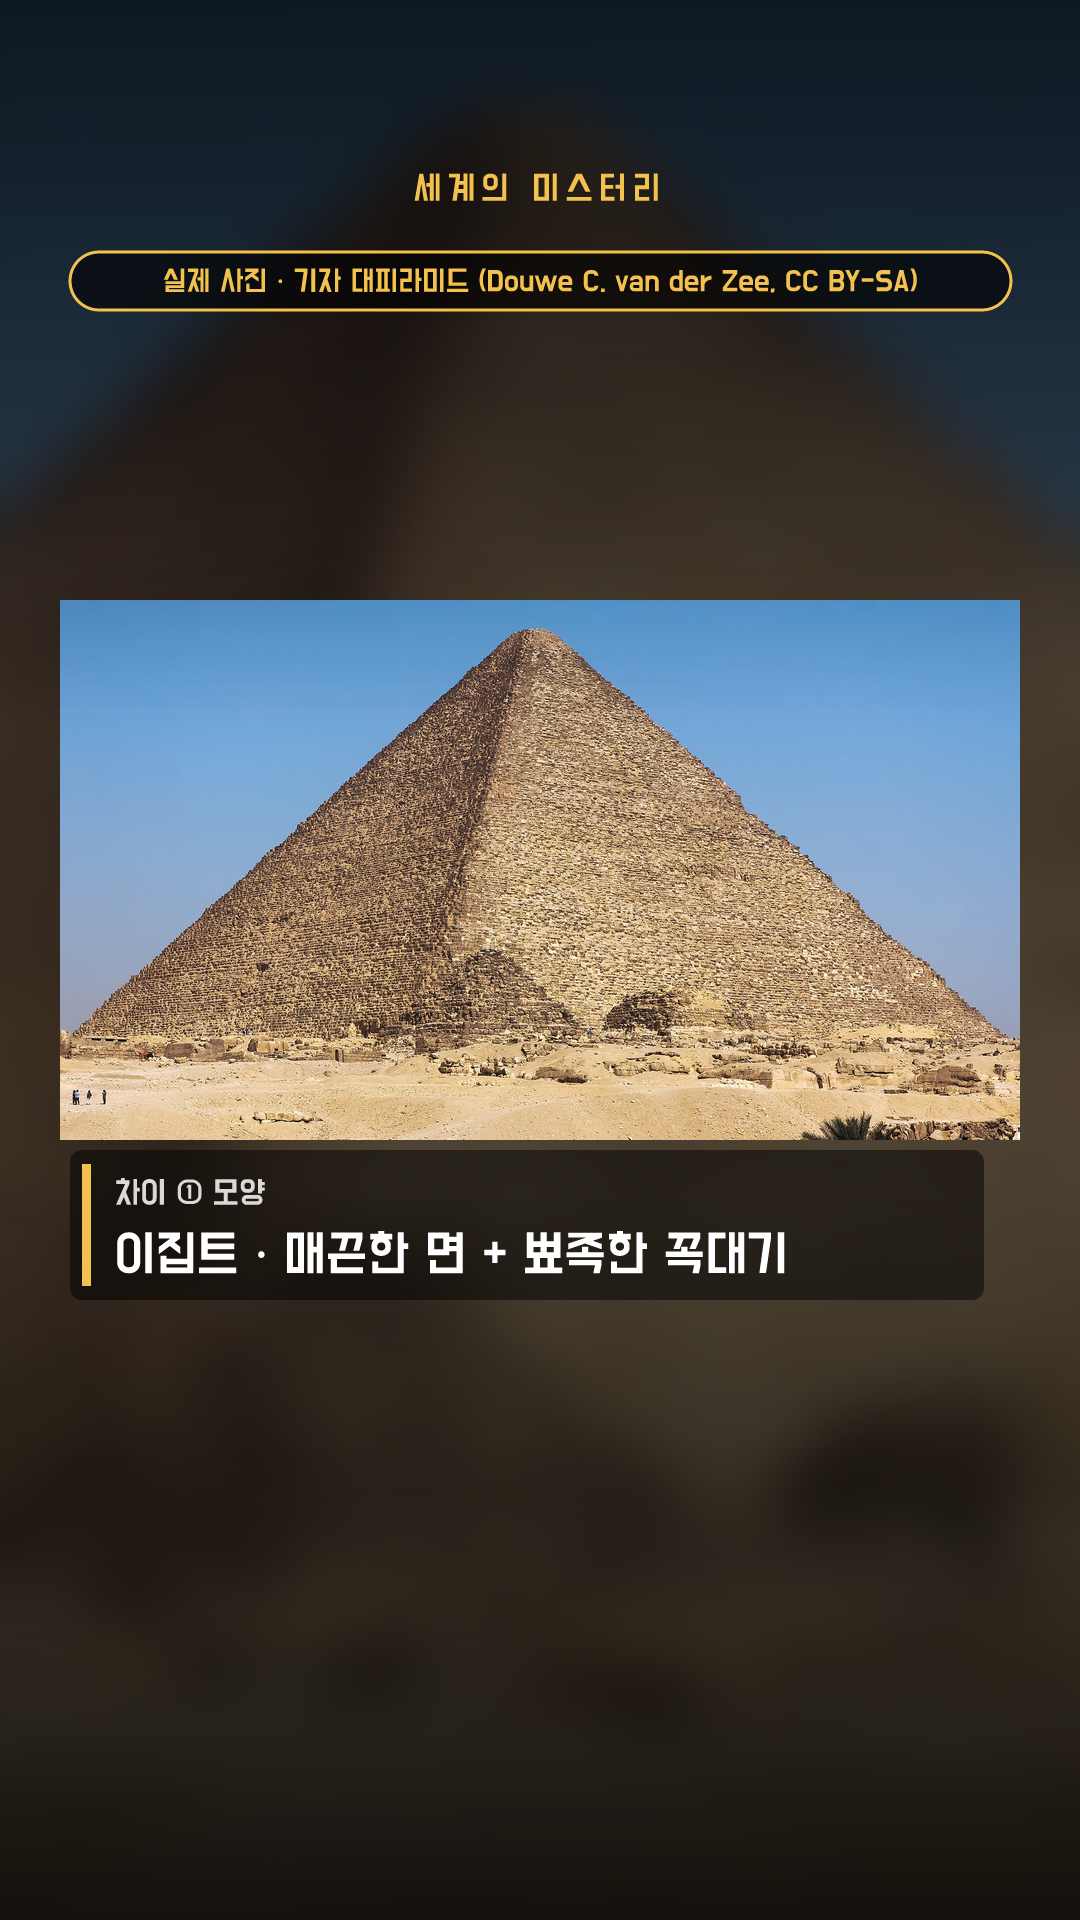 세계의 미스터리
실제 사진 · 기자 대피라미드 (Douwe C. van der Zee, CC BY-SA)
차이 ① 모양
이집트 · 매끈한 면 + 뾰족한 꼭대기